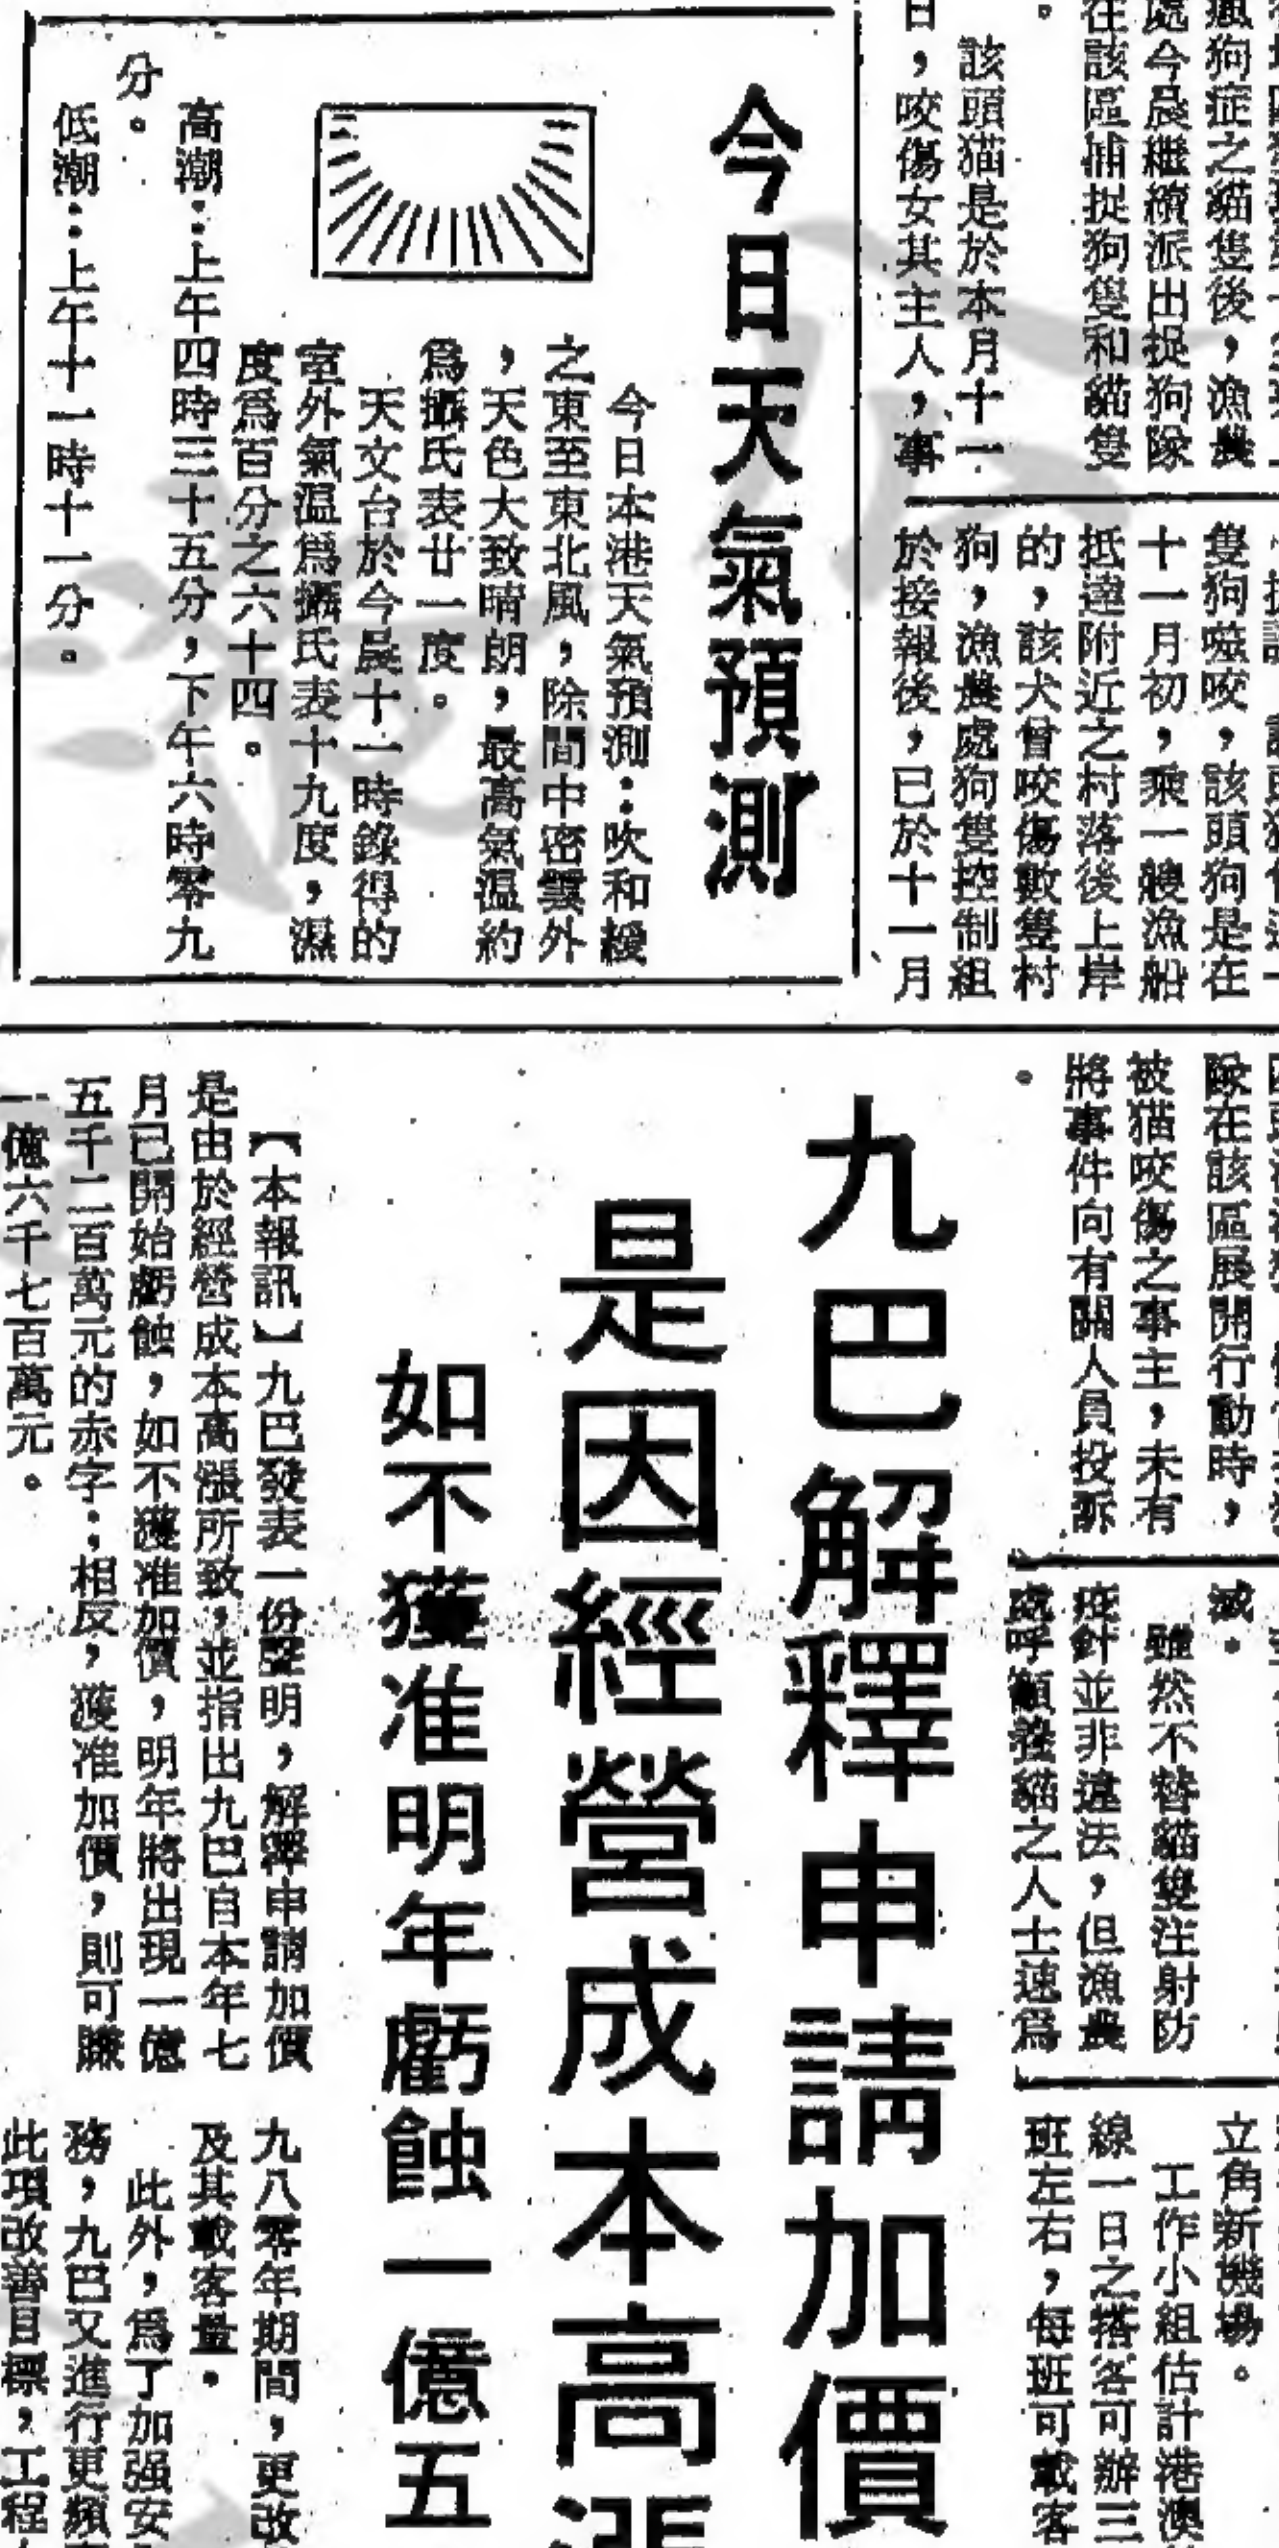 在該區捕捉狗隻和貓隻
。
該頭猫是於本月十一
日，咬傷女其主人，事
處今晨繼續派出捉狗隊
瘋狗症之貓隻後，漁農
隻狗噬咬，該頭狗是在
十一月初，乘一艘漁船
抵達附近之村落後上岸
的，該犬曾咬傷數隻村
狗，漁農處狗隻控制組
於接報後，已於十一月
今日天氣預測
今日本港天氣預測：吹和緩
之東至東北風，除間中密雲外
，天色大致晴朗，最高氣温約
爲攝氏表廿一度。
天文台於今晨十一時錄得的
室外氣温爲攝氏表十九度，濕
度爲百分之六十四。
高潮：上午四時三十五分，下午六時零九
分。
低潮：上午十一時十一分。
隊在該區展開行動時，
被猫咬傷之事主，未有
將事件向有關人員投訴
。
滅。
雖然不替貓隻注射防
疫針並非違法，但漁農
處呼籲養貓之人士速爲
立角新機場。
工作小組估計港澳
線一日之搭客可辦三
班左右，每班可載客
九巴解釋申請加價
是因經營成本高漲
如不獲准明年虧蝕一億五
【本報訊】九巴發表一份聲明，解釋申請加價
是由於經營成本高漲所致，並指出九巴自本年七
月已開始虧蝕，如不獲准加價，明年將出現一億
五千二百萬元的赤字；相反，獲准加價，則可賺
一億六千七百萬元。
九八零年期間，更改
及其載客量。
此外，爲了加强安
務，九巴又進行更頻
此項改善目標，工程